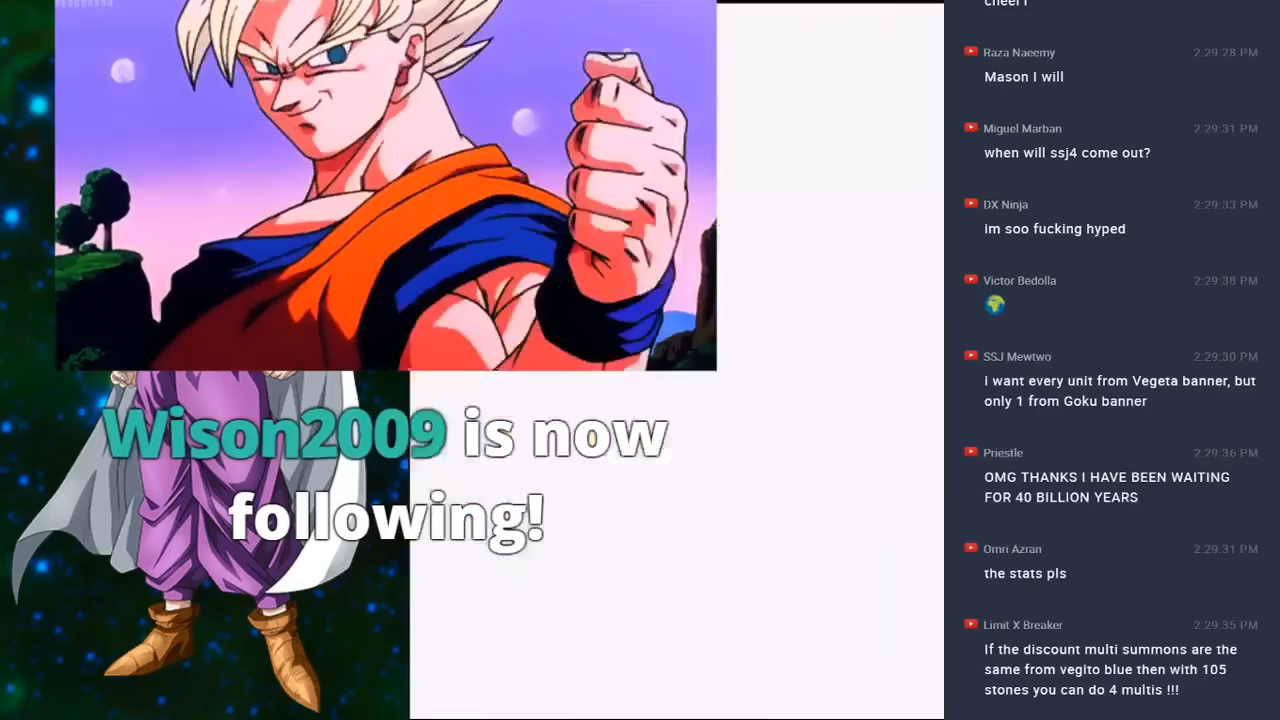 Wison2009 is now
following!
cheer!
Raza Naeemy 2:29:28 PM
Mason I will
Miguel Marban 2:29:31 PM
when will ssj4 come out?
DX Ninja 2:29:33 PM
im soo fucking hyped
Victor Bedolla 2:29:38 PM
SSJ Mewtwo 2:29:30 PM
i want every unit from Vegeta banner, but
only 1 from Goku banner
Priestle 2:29:36 PM
OMG THANKS I HAVE BEEN WAITING
FOR 40 BILLION YEARS
Omri Azran 2:29:31 PM
the stats pls
Limit X Breaker 2:29:35 PM
If the discount multi summons are the
same from vegito blue then with 105
stones you can do 4 multis !!!